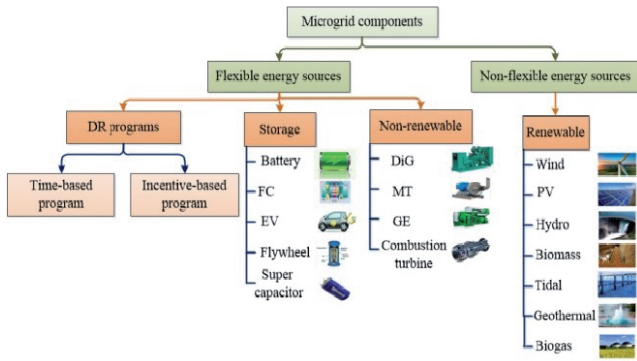 Microgrid components
Flexible energy sources
Non-flexible energy sources
DR programs
Storage
Non-renewable
Renewable
Time-based
program
Incentive-based
program
Battery
FC
EV
Flywheel
Super
capacitor
DiG
MT
GE
Combustion
turbine
Wind
PV
Hydro
Biomass
Tidal
Geothermal
Biogas